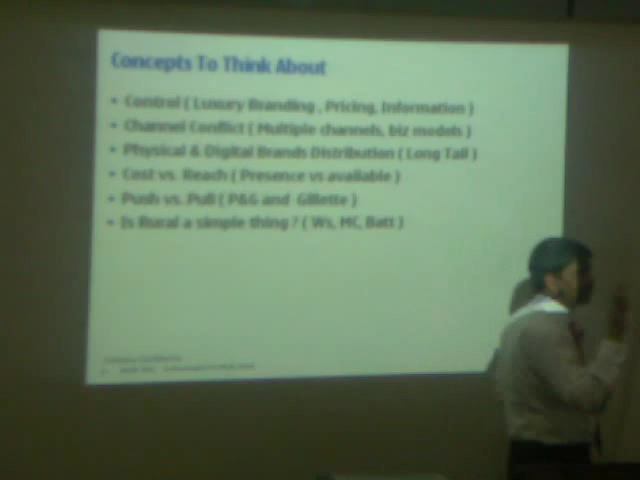 Concepts To Think About
• Control ( Luxury Branding , Pricing, Information )
• Channel Conflict ( Multiple channels, biz models )
• Physical & Digital Brands Distribution ( Long Tail )
• Cost vs. Reach ( Presence vs available )
• Push vs. Pull ( P&G and Gillette )
• Is Rural a simple thing ? ( Ws, MC, Batt )